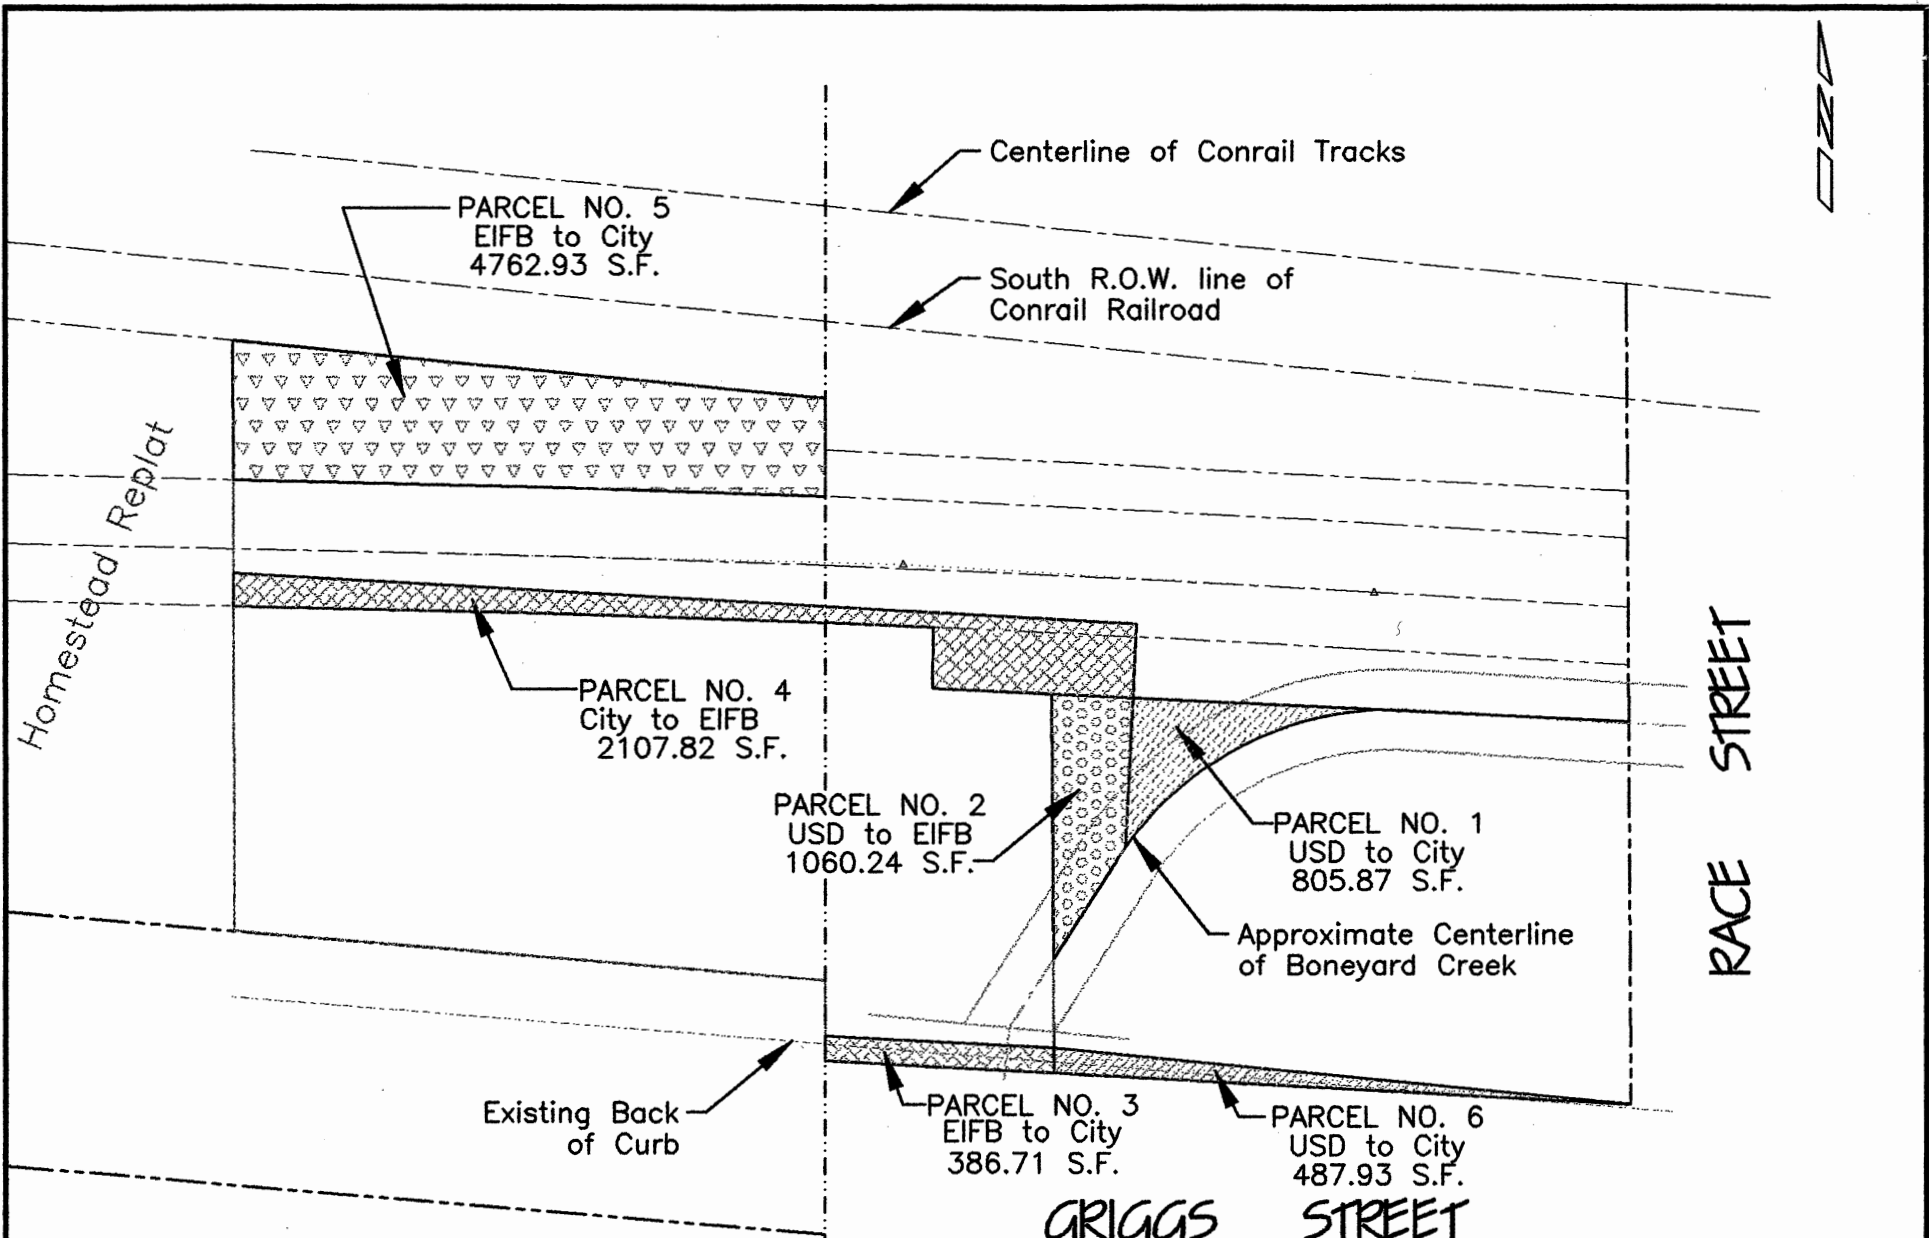 N
Centerline of Conrail Tracks
PARCEL NO. 5
EIFB to City
4762.93 S.F.
South R.O.W. line of
Conrail Railroad
Homestead Replat
PARCEL NO. 4
City to EIFB
2107.82 S.F.
PARCEL NO. 2
USD to EIFB
1060.24 S.F.
PARCEL NO. 1
USD to City
805.87 S.F.
RACE STREET
Approximate Centerline
of Boneyard Creek
Existing Back
of Curb
PARCEL NO. 3
EIFB to City
386.71 S.F.
PARCEL NO. 6
USD to City
487.93 S.F.
GRIGGS STREET